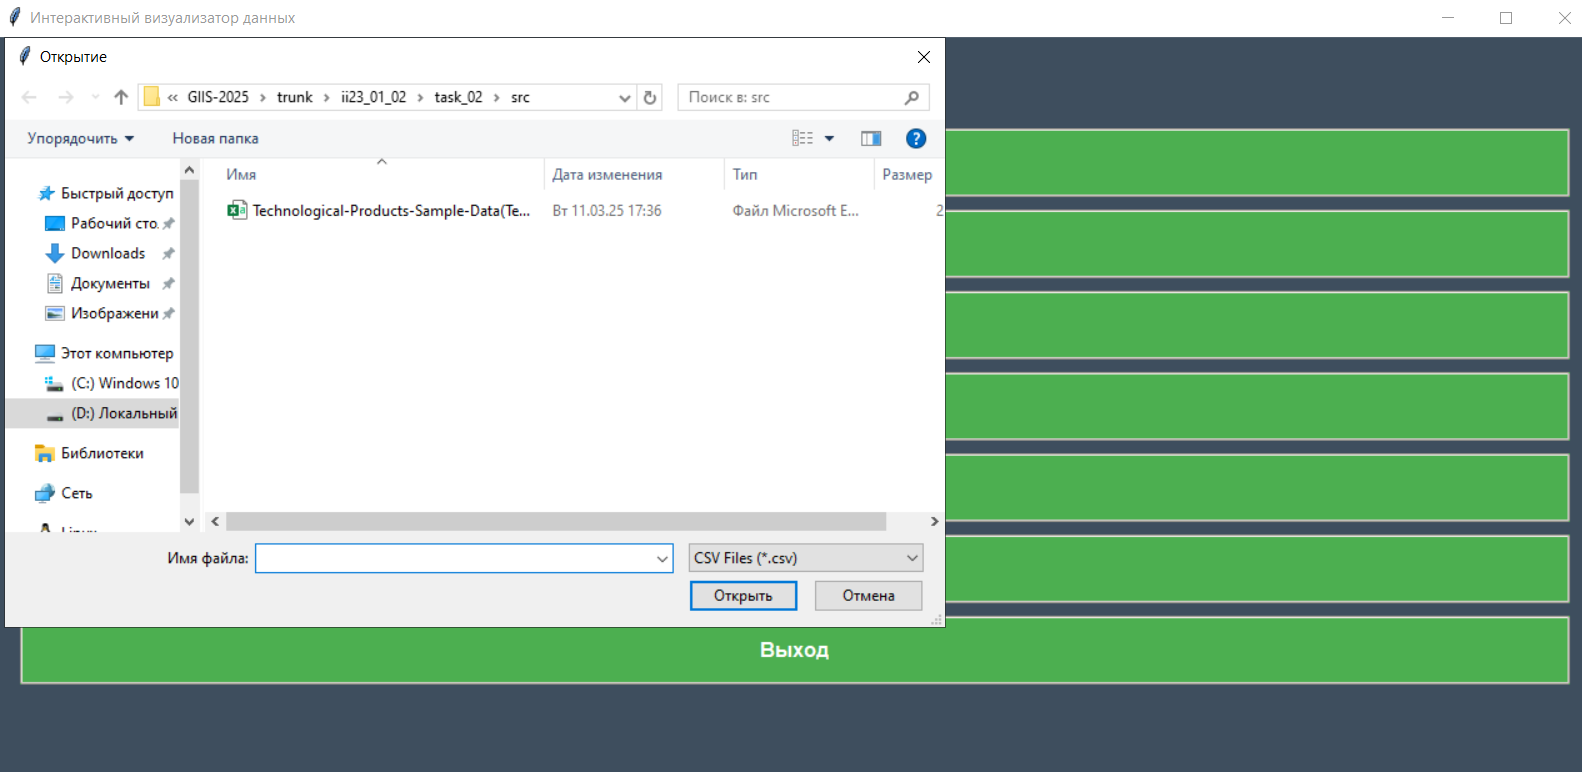 Интерактивный визуализатор данных
Открытие
« GIIS-2025 › trunk › ii23_01_02 › task_02 › src
Поиск в: src
Упорядочить
Новая папка
Имя
Дата изменения
Тип
Размер
Быстрый доступ
Рабочий сто.
Downloads
Документы
Изображени
Этот компьютер
(C:) Windows 10
(D:) Локальный
Библиотеки
Сеть
Technological-Products-Sample-Data(Te...
Вт 11.03.25 17:36
Файл Microsoft E...
2
Имя файла:
CSV Files (*.csv)
Открыть
Отмена
Выход